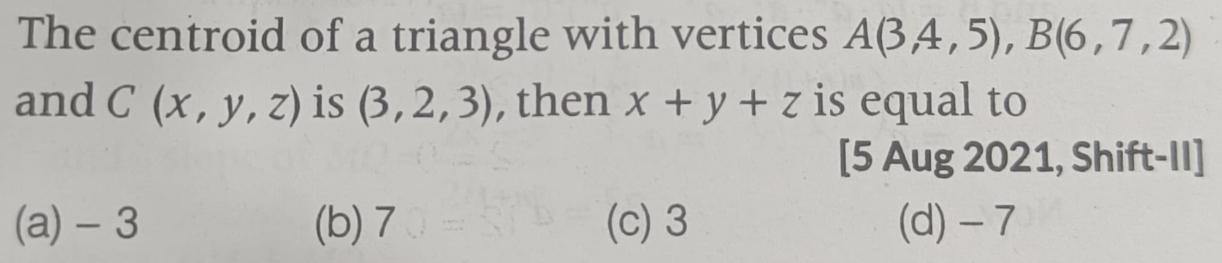 The centroid of a triangle with vertices A(3,4,5), B(6,7,2)
and C (x, y, z) is (3,2,3), then x + y + z is equal to
[5 Aug 2021, Shift-II]
(a) – 3 (b) 7 (c) 3 (d) – 7